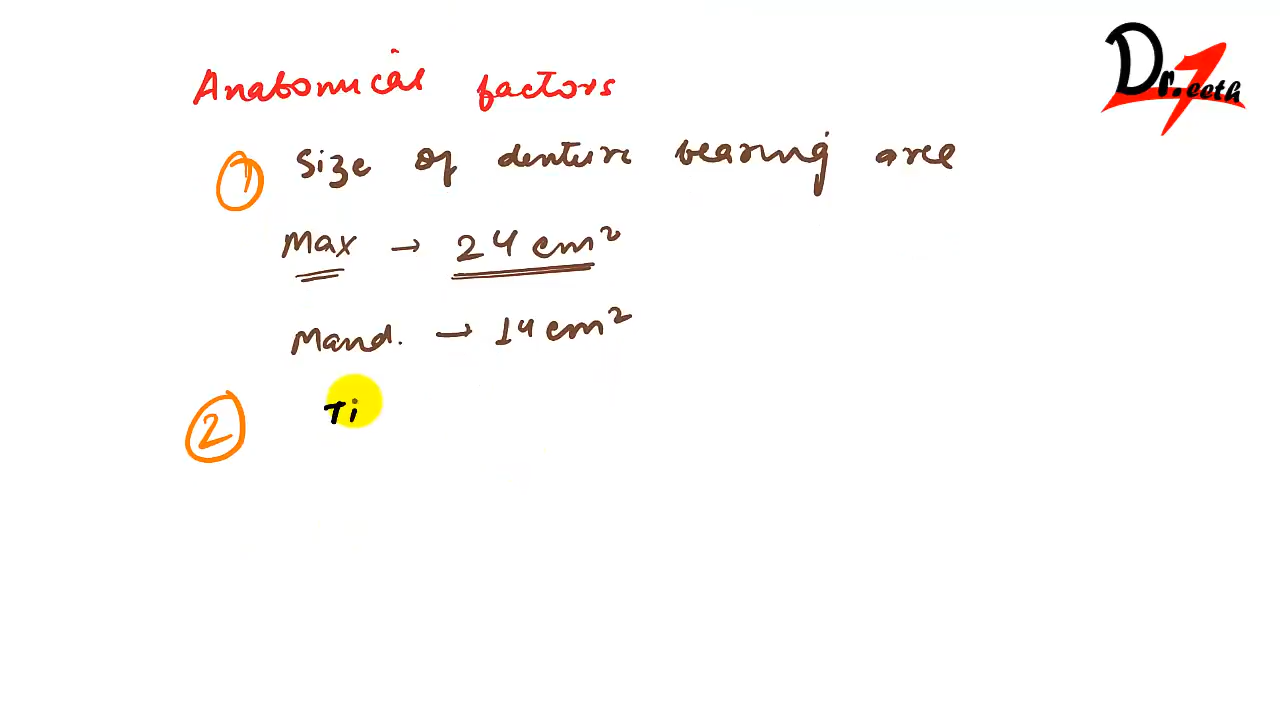 Dr. Teeth
Anatomical factors
1 Size of denture bearing area
Max → 24 cm²
Mand. → 14 cm²
2 Ti